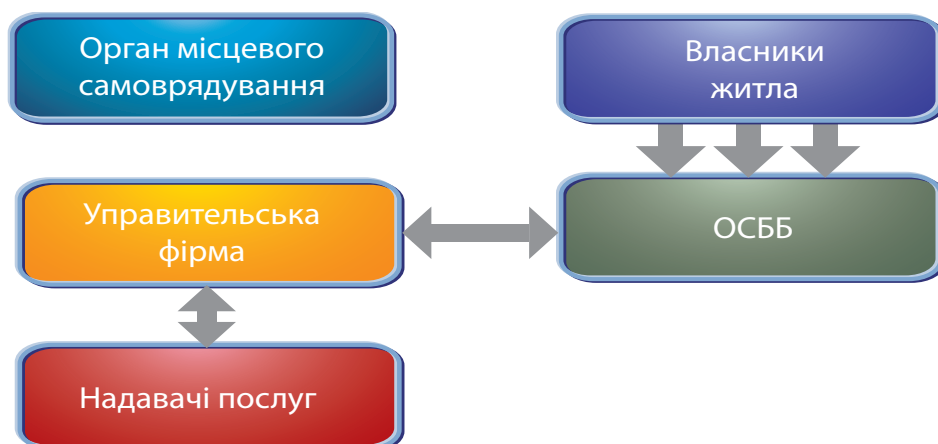 Орган місцевого
самоврядування
Власники
житла
Управительська
фірма
ОСББ
Надавачі послуг